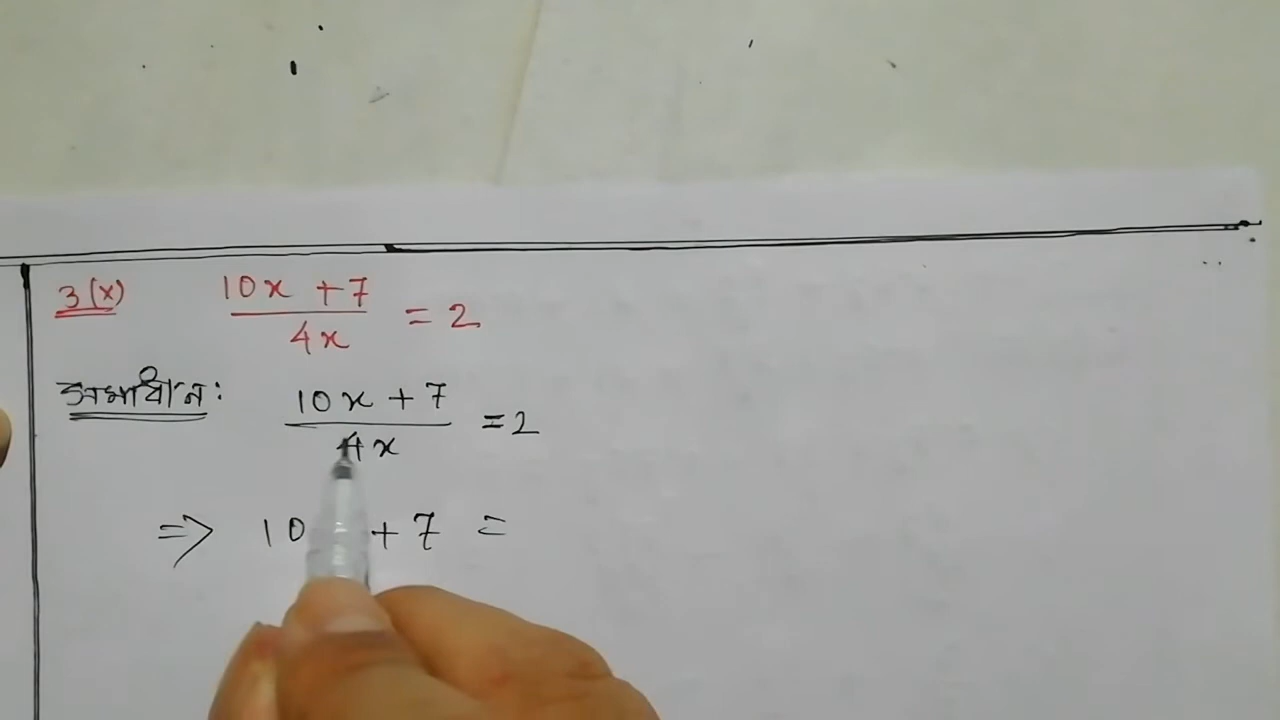 3(x) 10x + 7 / 4x = 2
সমাধান: 10x + 7 / 4x = 2
=> 10 + 7 =